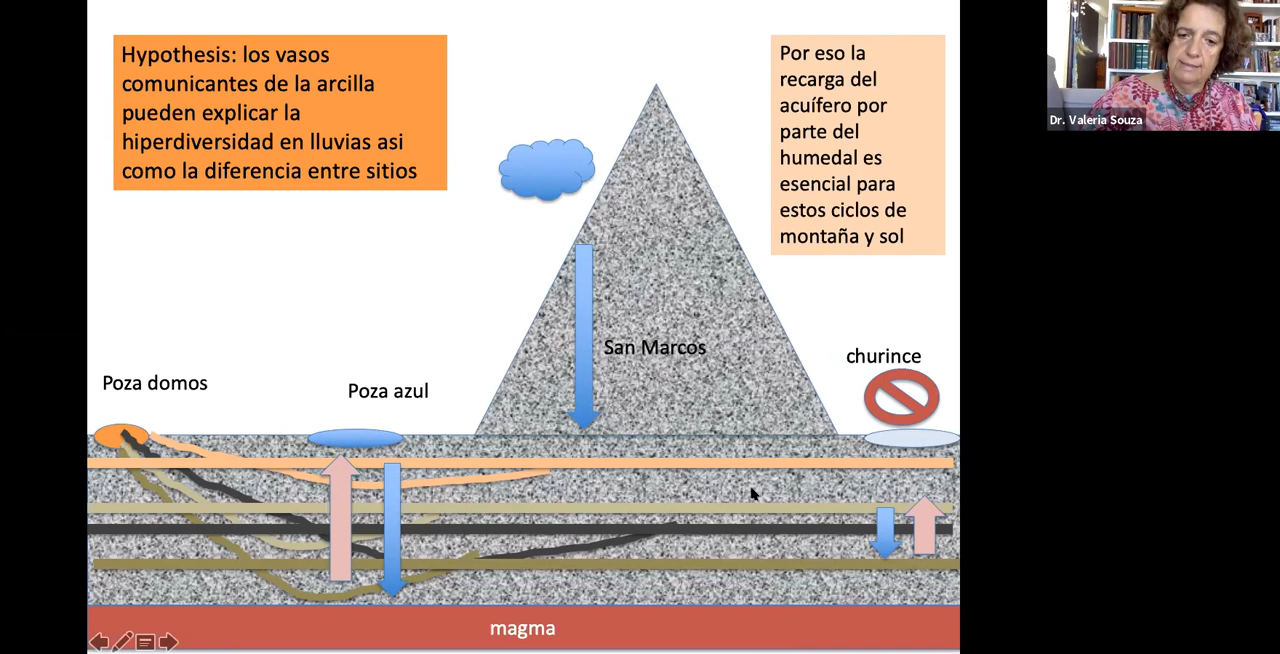 Hypothesis: los vasos
comunicantes de la arcilla
pueden explicar la
hiperdiversidad en lluvias asi
como la diferencia entre sitios
Por eso la
recarga del
acuífero por
parte del
humedal es
esencial para
estos ciclos de
montaña y sol
Dr. Valeria Souza
San Marcos
churince
Poza domos
Poza azul
magma